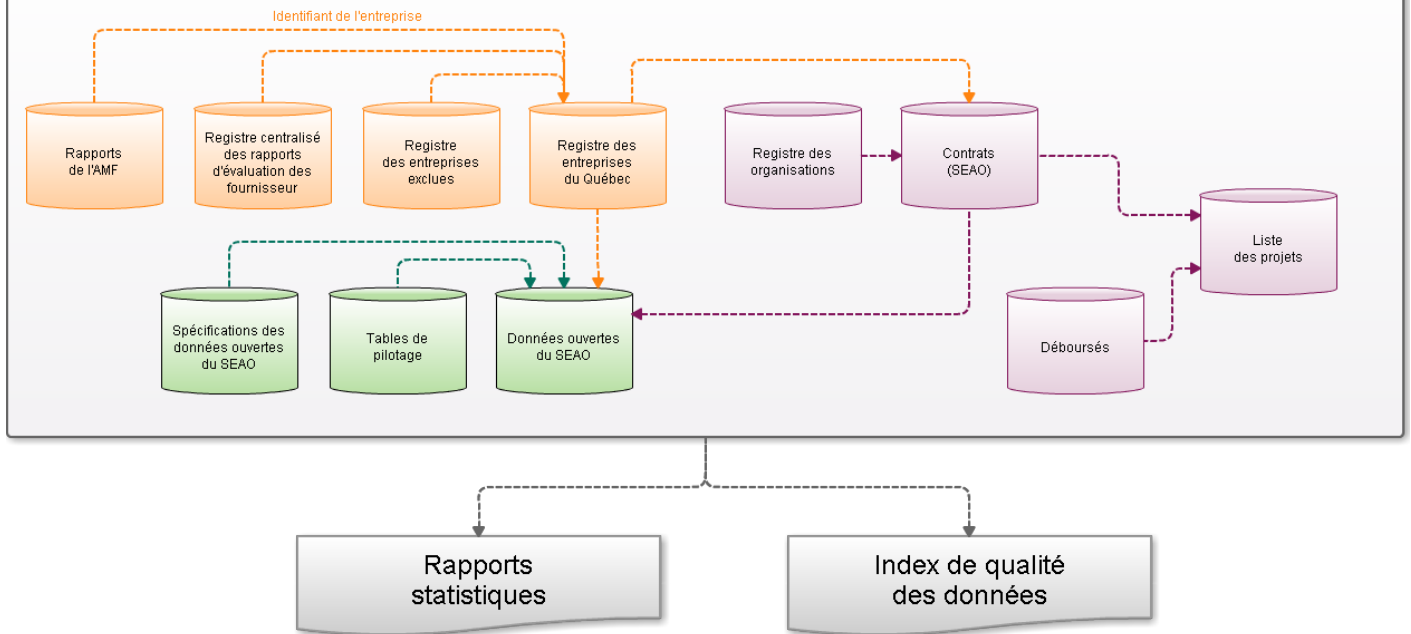 Identifiant de l'entreprise
Rapports
de l'AMF
Registre centralisé
des rapports
d'évaluation des
fournisseur
Registre
des entreprises
exclues
Registre des
entreprises
du Québec
Registre des
organisations
Contrats
(SEAO)
Liste
des projets
Spécifications des
données ouvertes
du SEAO
Tables de
pilotage
Données ouvertes
du SEAO
Déboursés
Rapports
statistiques
Index de qualité
des données